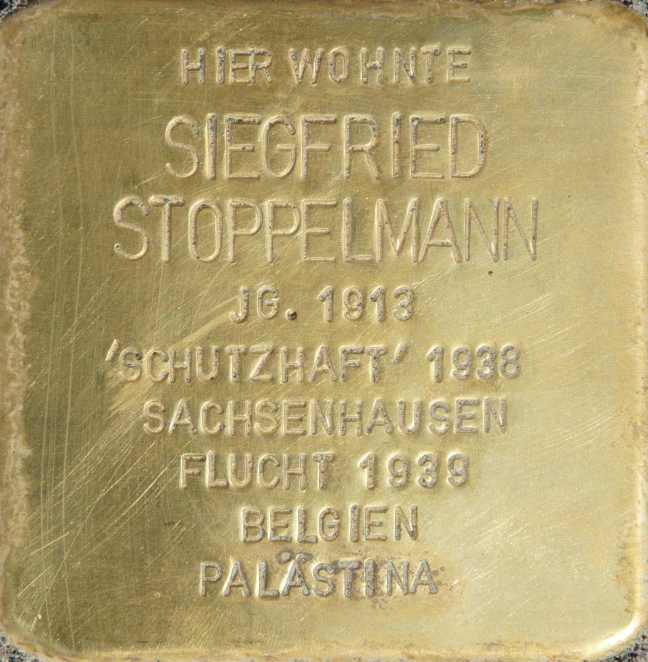 HIER WOHNTE
SIEGFRIED
STOPPELMANN
JG. 1913
'SCHUTZHAFT' 1938
SACHSENHAUSEN
FLUCHT 1939
BELGIEN
PALÄSTINA